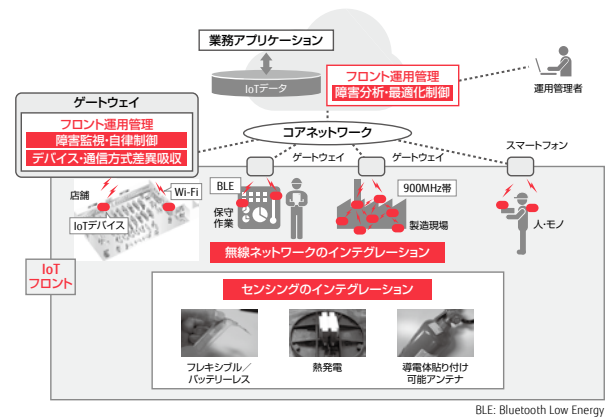 業務アプリケーション
IoTデータ
フロント運用管理
障害分析・最適化制御
運用管理者
ゲートウェイ
フロント運用管理
障害監視・自律制御
デバイス・通信方式差異吸収
コアネットワーク
ゲートウェイ
ゲートウェイ
スマートフォン
店舗
Wi-Fi
IoTデバイス
BLE
保守
作業
900MHz帯
製造現場
人・モノ
無線ネットワークのインテグレーション
IoT
フロント
センシングのインテグレーション
フレキシブル／
バッテリーレス
熱発電
導電体貼り付け
可能アンテナ
BLE: Bluetooth Low Energy